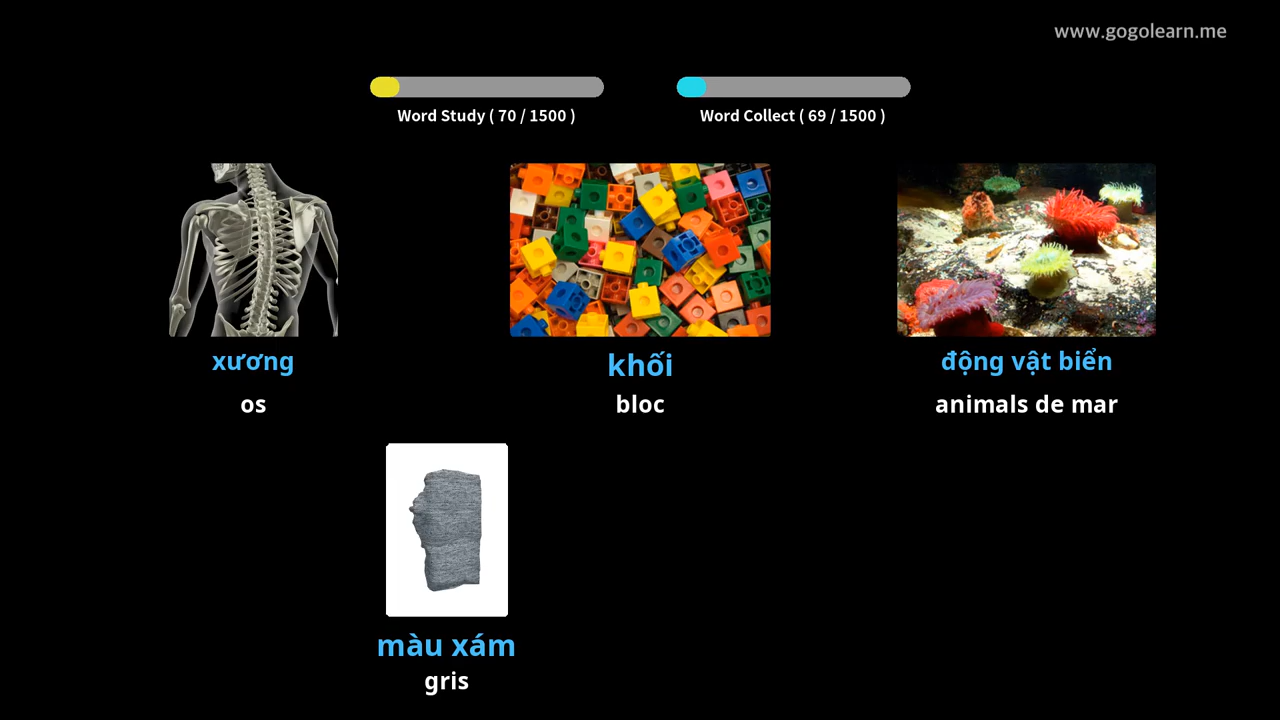 www.gogolearn.me
Word Study ( 70 / 1500 )
Word Collect ( 69 / 1500 )
xương
os
khối
bloc
động vật biển
animals de mar
màu xám
gris